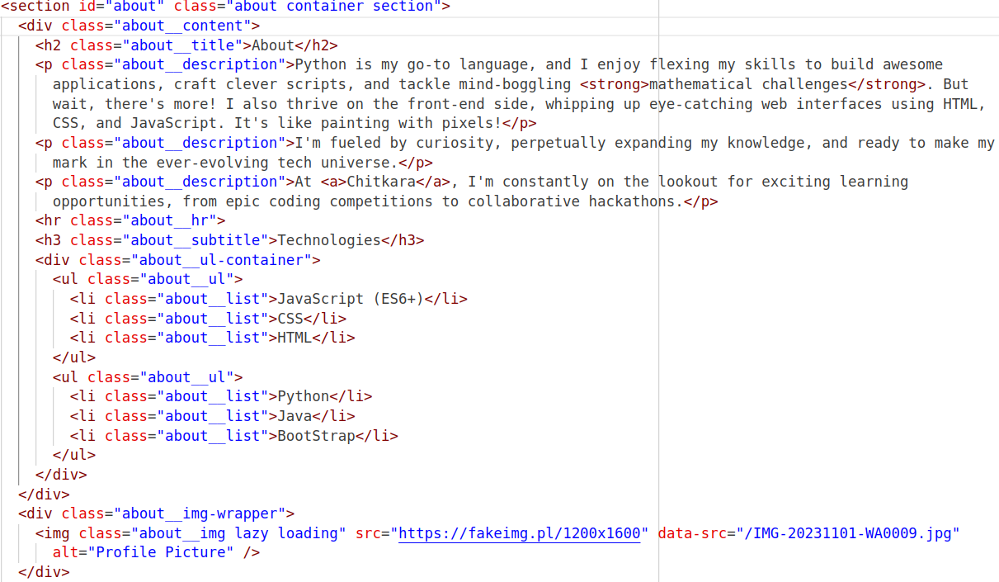 <section id="about" class="about container section">
<div class="about__content">
<h2 class="about__title">About</h2>
<p class="about__description">Python is my go-to language, and I enjoy flexing my skills to build awesome
applications, craft clever scripts, and tackle mind-boggling <strong>mathematical challenges</strong>. But
wait, there's more! I also thrive on the front-end side, whipping up eye-catching web interfaces using HTML,
CSS, and JavaScript. It's like painting with pixels!</p>
<p class="about__description">I'm fueled by curiosity, perpetually expanding my knowledge, and ready to make my
mark in the ever-evolving tech universe.</p>
<p class="about__description">At <a>Chitkara</a>, I'm constantly on the lookout for exciting learning
opportunities, from epic coding competitions to collaborative hackathons.</p>
<hr class="about__hr">
<h3 class="about__subtitle">Technologies</h3>
<div class="about__ul-container">
<ul class="about__ul">
<li class="about__list">JavaScript (ES6+)</li>
<li class="about__list">CSS</li>
<li class="about__list">HTML</li>
</ul>
<ul class="about__ul">
<li class="about__list">Python</li>
<li class="about__list">Java</li>
<li class="about__list">BootStrap</li>
</ul>
</div>
</div>
<div class="about__img-wrapper">
<img class="about__img lazy loading" src="https://fakeimg.pl/1200x1600" data-src="/IMG-20231101-WA0009.jpg"
alt="Profile Picture" />
</div>